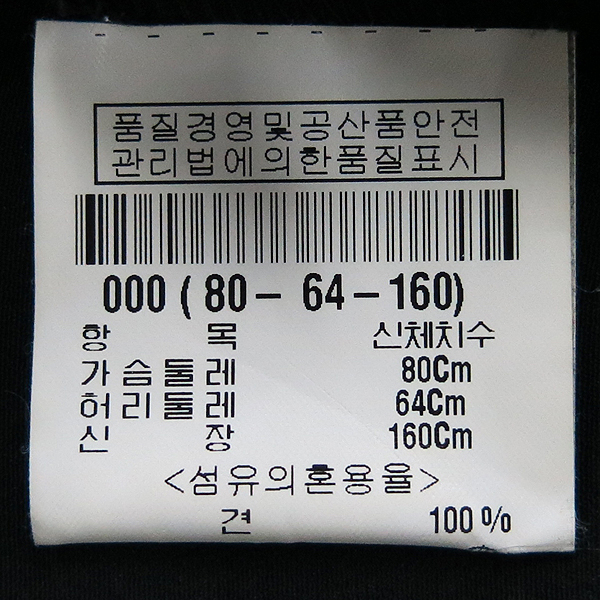 품질경영및공산품안전
관리법에의한품질표시
000 ( 80 - 64 - 160)
항 목 신체치수
가 슴 둘 레 80Cm
허 리 둘 레 64Cm
신 장 160Cm
<섬유의혼용율>
견 100 %